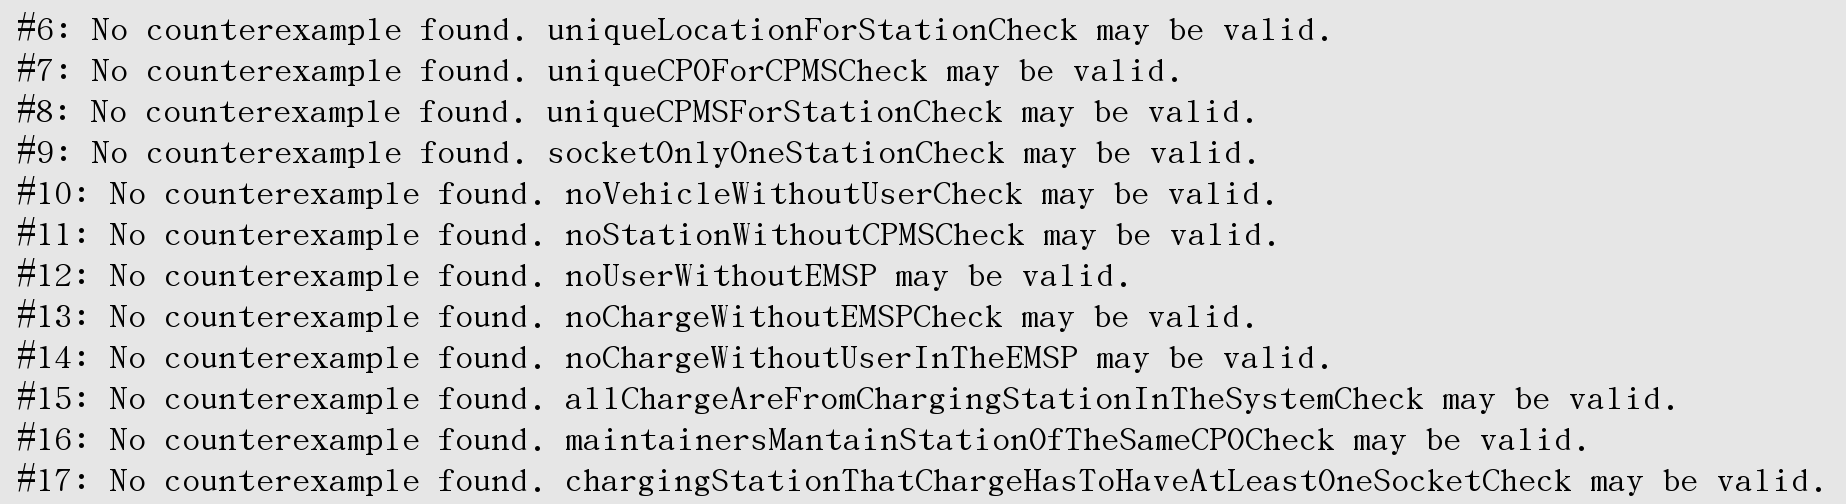 #6: No counterexample found. uniqueLocationForStationCheck may be valid.
#7: No counterexample found. uniqueCPOForCPMSCheck may be valid.
#8: No counterexample found. uniqueCPMSForStationCheck may be valid.
#9: No counterexample found. socketOnlyOneStationCheck may be valid.
#10: No counterexample found. noVehicleWithoutUserCheck may be valid.
#11: No counterexample found. noStationWithoutCPMSCheck may be valid.
#12: No counterexample found. noUserWithoutEMSP may be valid.
#13: No counterexample found. noChargeWithoutEMSPCheck may be valid.
#14: No counterexample found. noChargeWithoutUserInTheEMSP may be valid.
#15: No counterexample found. allChargeAreFromChargingStationInTheSystemCheck may be valid.
#16: No counterexample found. maintainersMantainStationOfTheSameCPOCheck may be valid.
#17: No counterexample found. chargingStationThatChargeHasToHaveAtLeastOneSocketCheck may be valid.